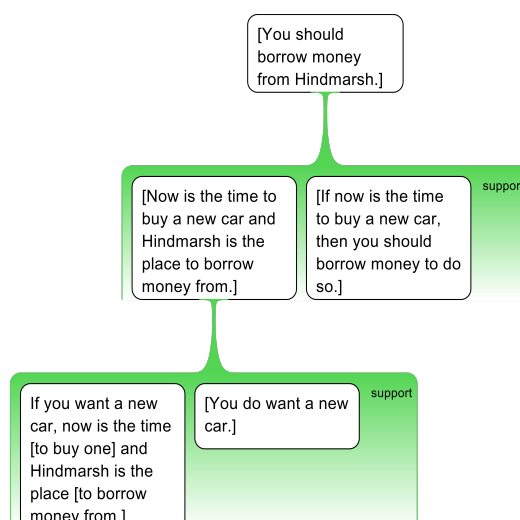 [You should
borrow money
from Hindmarsh.]
[Now is the time to
buy a new car and
Hindmarsh is the
place to borrow
money from.]
[If now is the time
to buy a new car,
then you should
borrow money to do
so.]
suppor
If you want a new
car, now is the time
[to buy one] and
Hindmarsh is the
place [to borrow
money from.]
[You do want a new
car.]
support